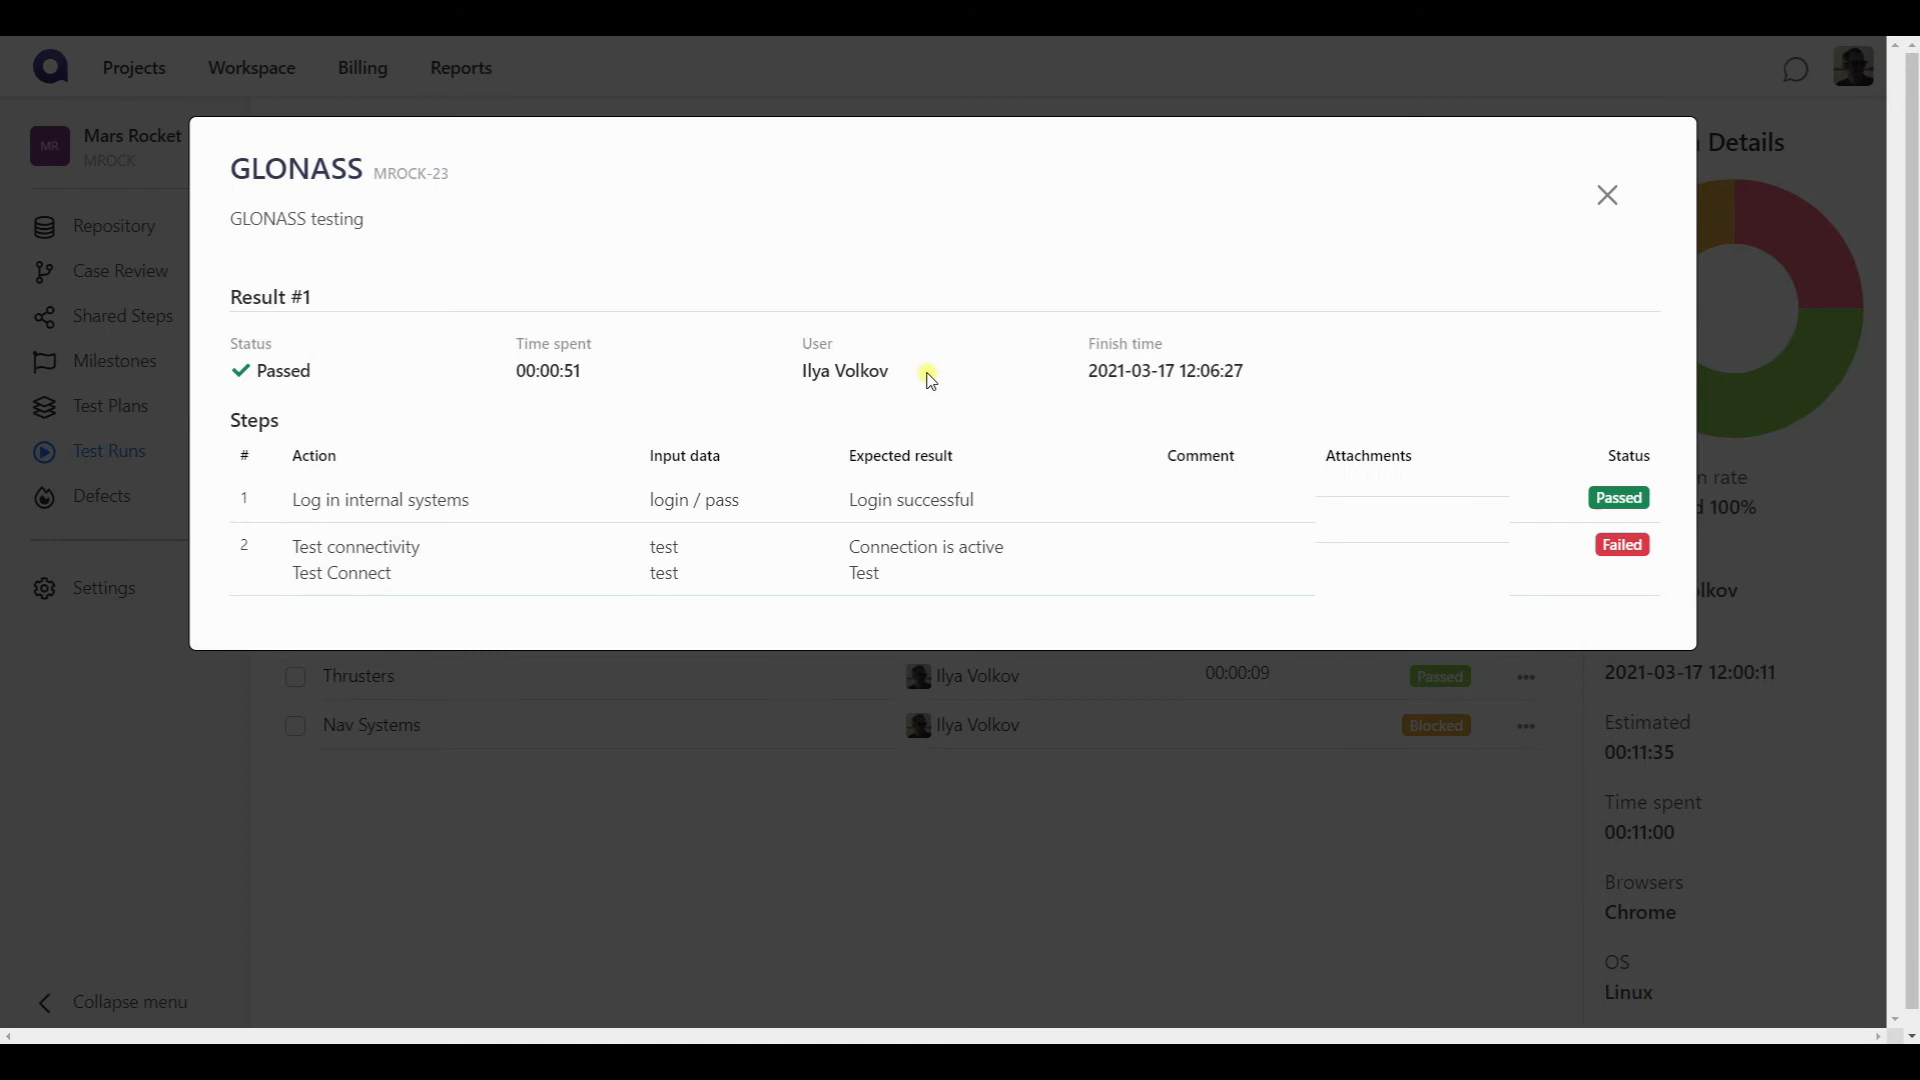 Projects Workspace Billing Reports
MR Mars Rocket
MROCK
Repository
Case Review
Shared Steps
Milestones
Test Plans
Test Runs
Defects
Settings
Collapse menu
GLONASS MROCK-23
GLONASS testing
Result #1
Status Time spent User Finish time
Passed 00:00:51 Ilya Volkov 2021-03-17 12:06:27
Steps
# Action Input data Expected result Comment Attachments Status
1 Log in internal systems login / pass Login successful Passed
2 Test connectivity test Connection is active Failed
Test Connect test Test
Thrusters Ilya Volkov 00:00:09 Passed
Nav Systems Ilya Volkov Blocked
Details
rate
100%
lkov
2021-03-17 12:00:11
Estimated
00:11:35
Time spent
00:11:00
Browsers
Chrome
OS
Linux